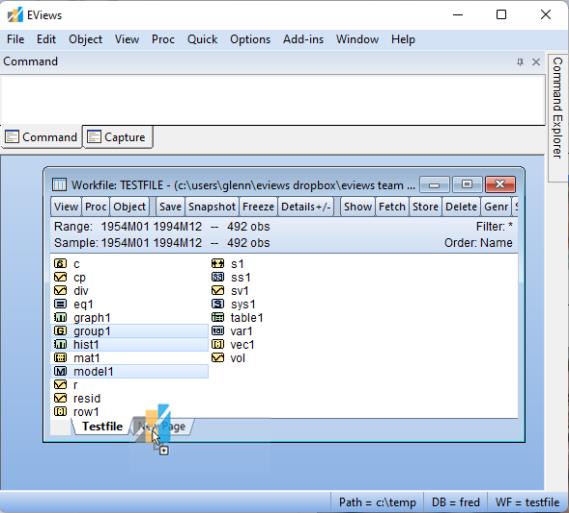 EViews
File Edit Object View Proc Quick Options Add-ins Window Help
Command
Command Explorer
Command Capture
Workfile: TESTFILE - (c:\users\glenn\eviews dropbox\eviews team ...
View Proc Object Save Snapshot Freeze Details+/- Show Fetch Store Delete Genr
Range: 1954M01 1994M12 -- 492 obs Filter: *
Sample: 1954M01 1994M12 -- 492 obs Order: Name
c s1
cp ss1
div sv1
eq1 sys1
graph1 table1
group1 var1
hist1 vec1
mat1 vol
model1
r
resid
row1
Testfile New Page
Path = c:\temp DB = fred WF = testfile